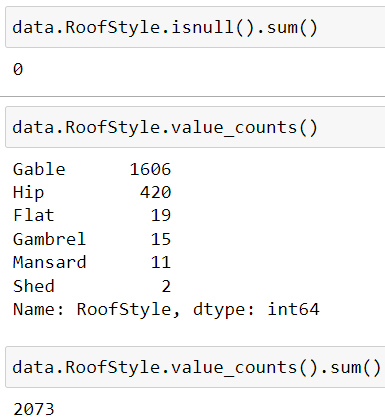 data.RoofStyle.isnull().sum()
0
data.RoofStyle.value_counts()
Gable 1606
Hip 420
Flat 19
Gambrel 15
Mansard 11
Shed 2
Name: RoofStyle, dtype: int64
data.RoofStyle.value_counts().sum()
2073